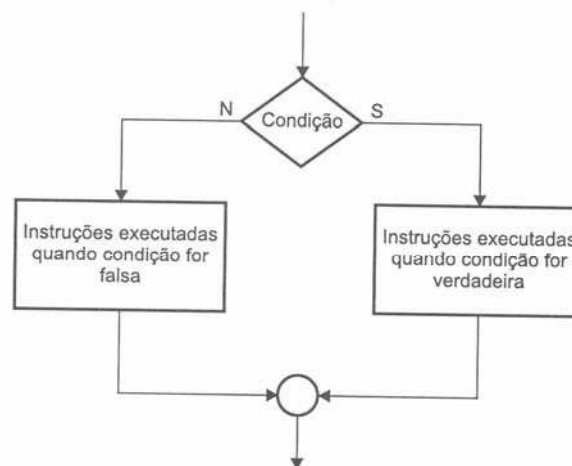 N
Condição
S
Instruções executadas
quando condição for
falsa
Instruções executadas
quando condição for
verdadeira